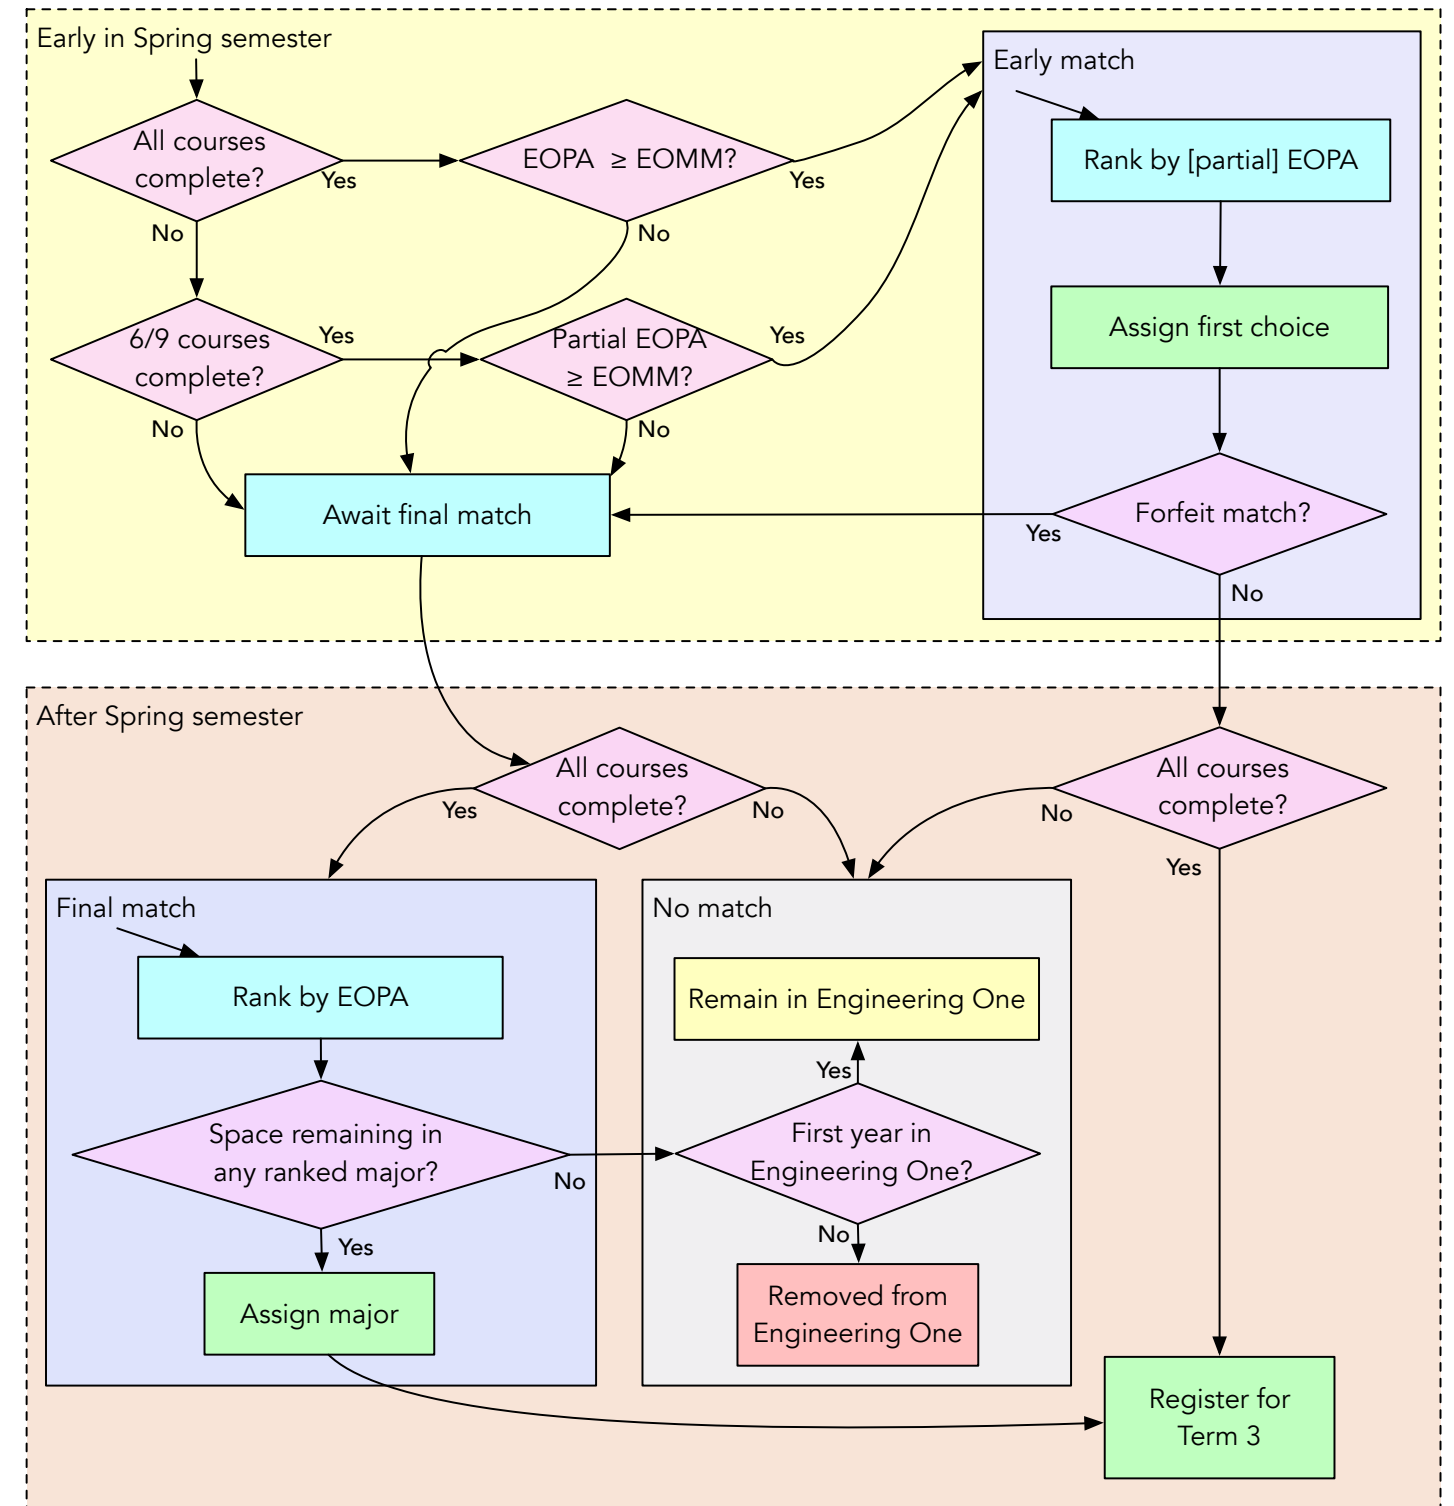 Early in Spring semester
Early match
All courses
complete?
Yes
No
EOPA ≥ EOMM?
Yes
No
Rank by [partial] EOPA
Assign first choice
6/9 courses
complete?
Yes
No
Partial EOPA
≥ EOMM?
Yes
No
Await final match
Forfeit match?
Yes
No
After Spring semester
All courses
complete?
Yes
No
All courses
complete?
No
Yes
Final match
Rank by EOPA
Space remaining in
any ranked major?
No
Yes
Assign major
No match
Remain in Engineering One
Yes
First year in
Engineering One?
No
Removed from
Engineering One
Register for
Term 3